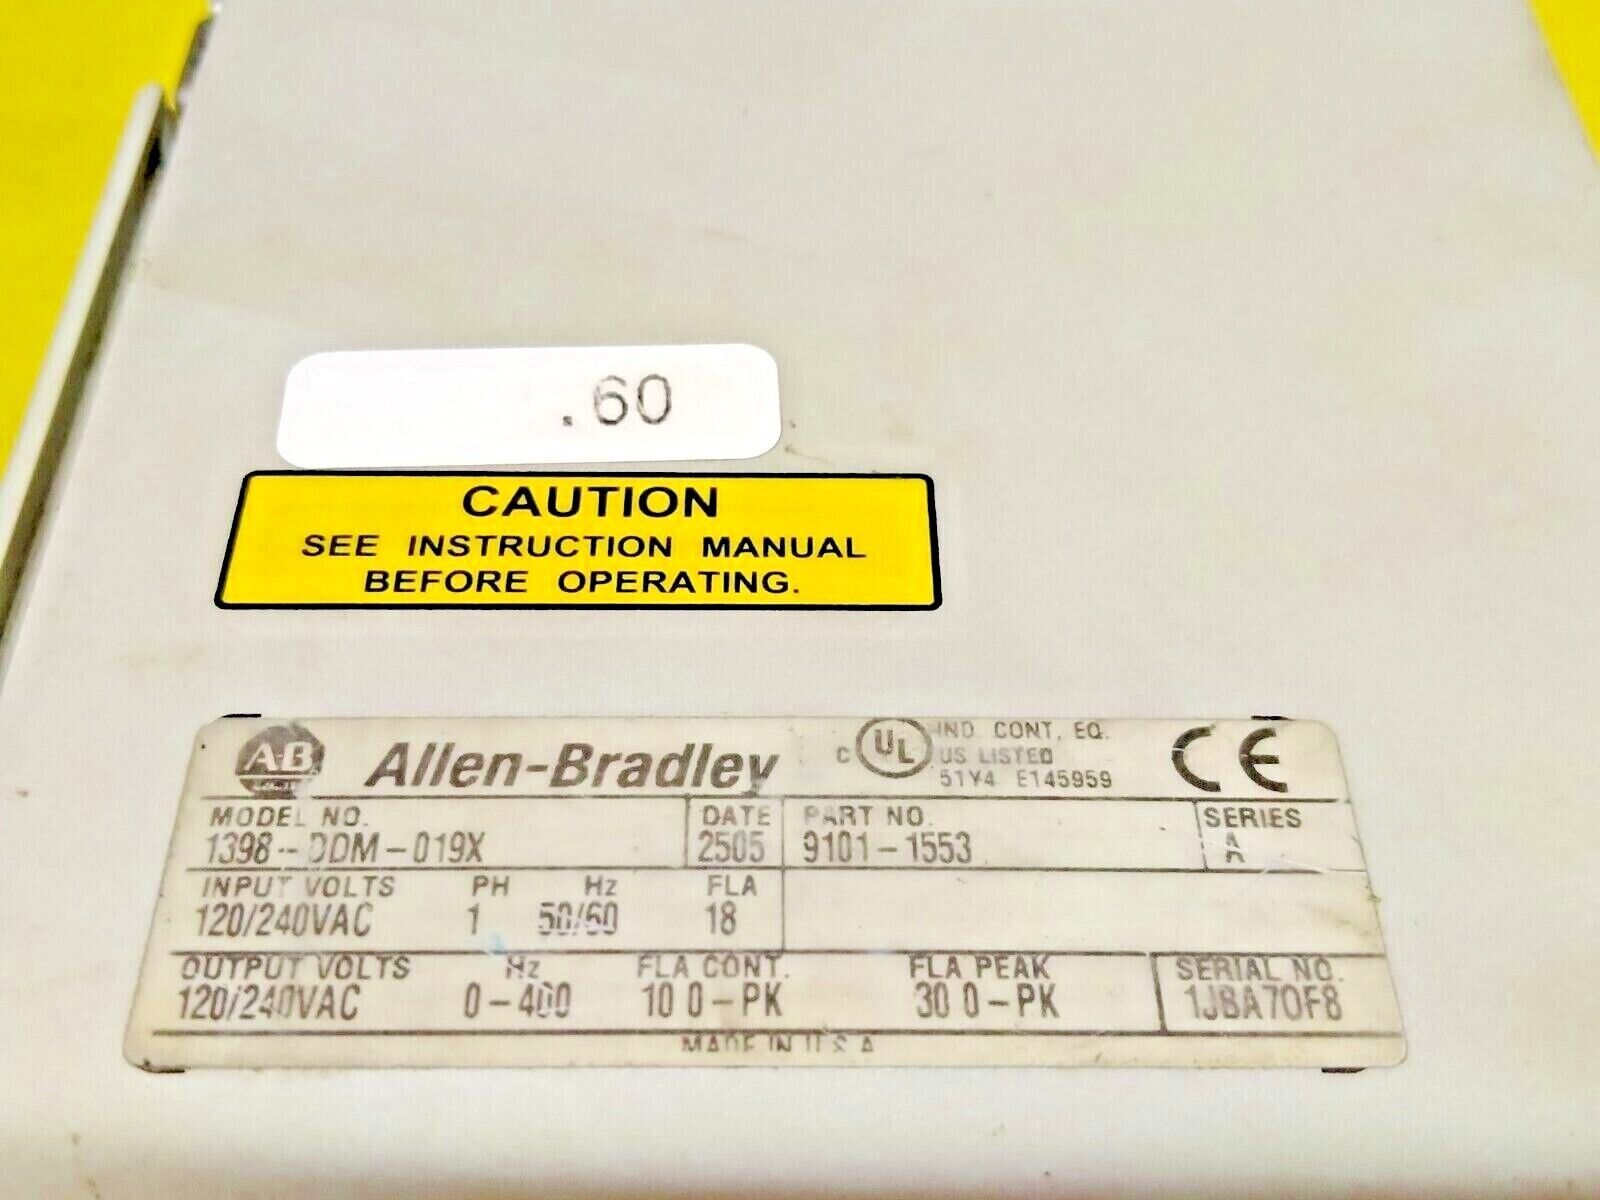 .60
CAUTION
SEE INSTRUCTION MANUAL
BEFORE OPERATING.
AB Allen-Bradley c UL IND. CONT. EQ. CE
US LISTED
51Y4 E145959
MODEL NO. DATE PART NO. SERIES
1398-DDM-019X 2505 9101-1553 A
INPUT VOLTS PH Hz FLA
120/240VAC 1 50/60 18
OUTPUT VOLTS Hz FLA CONT. FLA PEAK SERIAL NO.
120/240VAC 0-400 10 0-PK 30 0-PK
MADE IN U.S.A